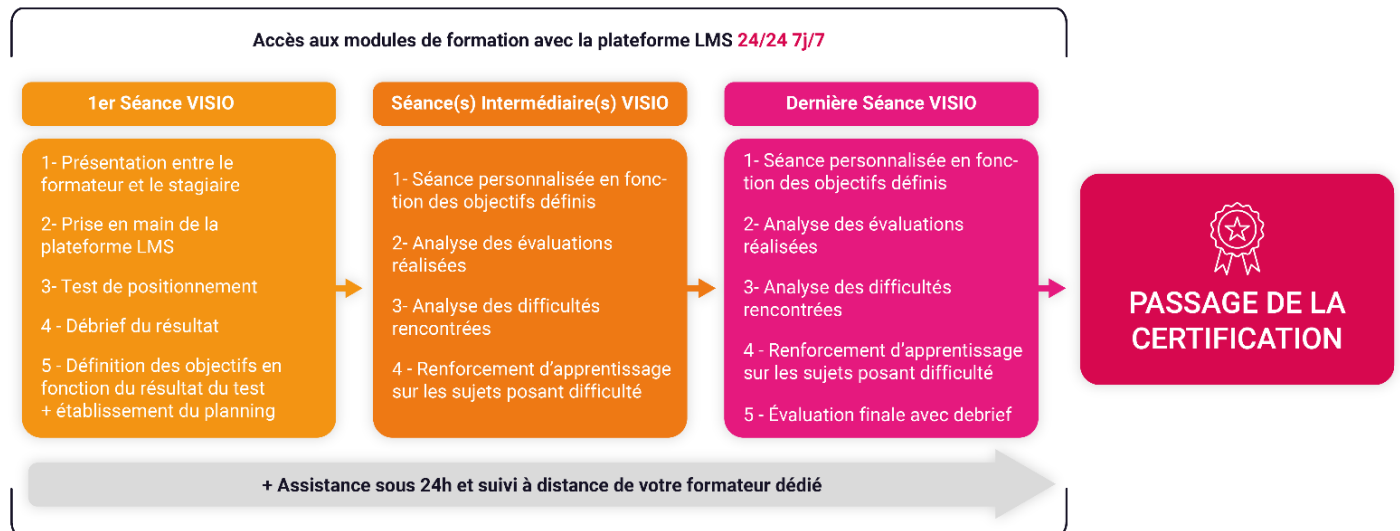 Accès aux modules de formation avec la plateforme LMS 24/24 7j/7
1er Séance VISIO
1- Présentation entre le
formateur et le stagiaire
2- Prise en main de la
plateforme LMS
3- Test de positionnement
4 - Débrief du résultat
5 - Définition des objectifs en
fonction du résultat du test
+ établissement du planning
Séance(s) Intermédiaire(s) VISIO
1- Séance personnalisée en fonc-
tion des objectifs définis
2- Analyse des évaluations
réalisées
3- Analyse des difficultés
rencontrées
4 - Renforcement d’apprentissage
sur les sujets posant difficulté
Dernière Séance VISIO
1- Séance personnalisée en fonc-
tion des objectifs définis
2- Analyse des évaluations
réalisées
3- Analyse des difficultés
rencontrées
4 - Renforcement d’apprentissage
sur les sujets posant difficulté
5 - Évaluation finale avec debrief
PASSAGE DE LA
CERTIFICATION
+ Assistance sous 24h et suivi à distance de votre formateur dédié